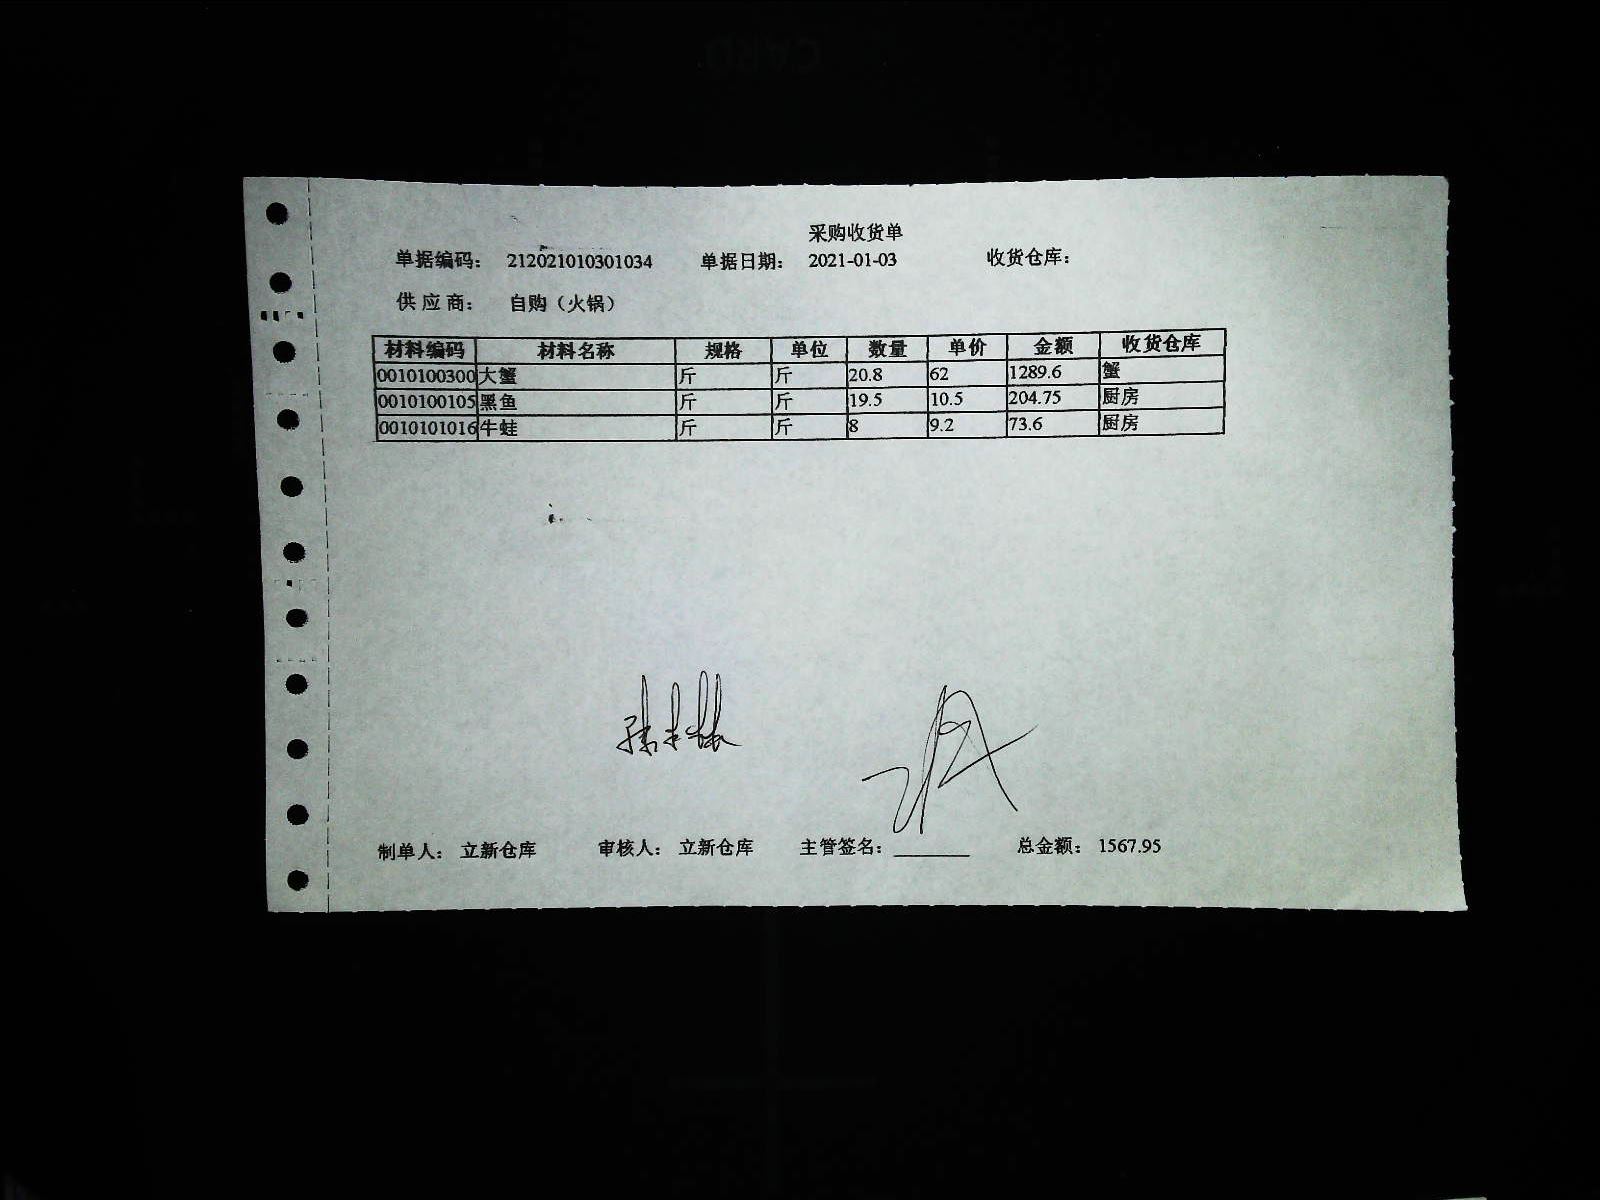 采购收货单
单据编码： 212021010301034 单据日期： 2021-01-03 收货仓库：
供应商： 自购（火锅）
材料编码 材料名称 规格 单位 数量 单价 金额 收货仓库
0010100300 大蟹 斤 斤 20.8 62 1289.6 蟹
0010100105 黑鱼 斤 斤 19.5 10.5 204.75 厨房
0010101016 牛蛙 斤 斤 8 9.2 73.6 厨房
制单人： 立新仓库 审核人： 立新仓库 主管签名： 总金额： 1567.95